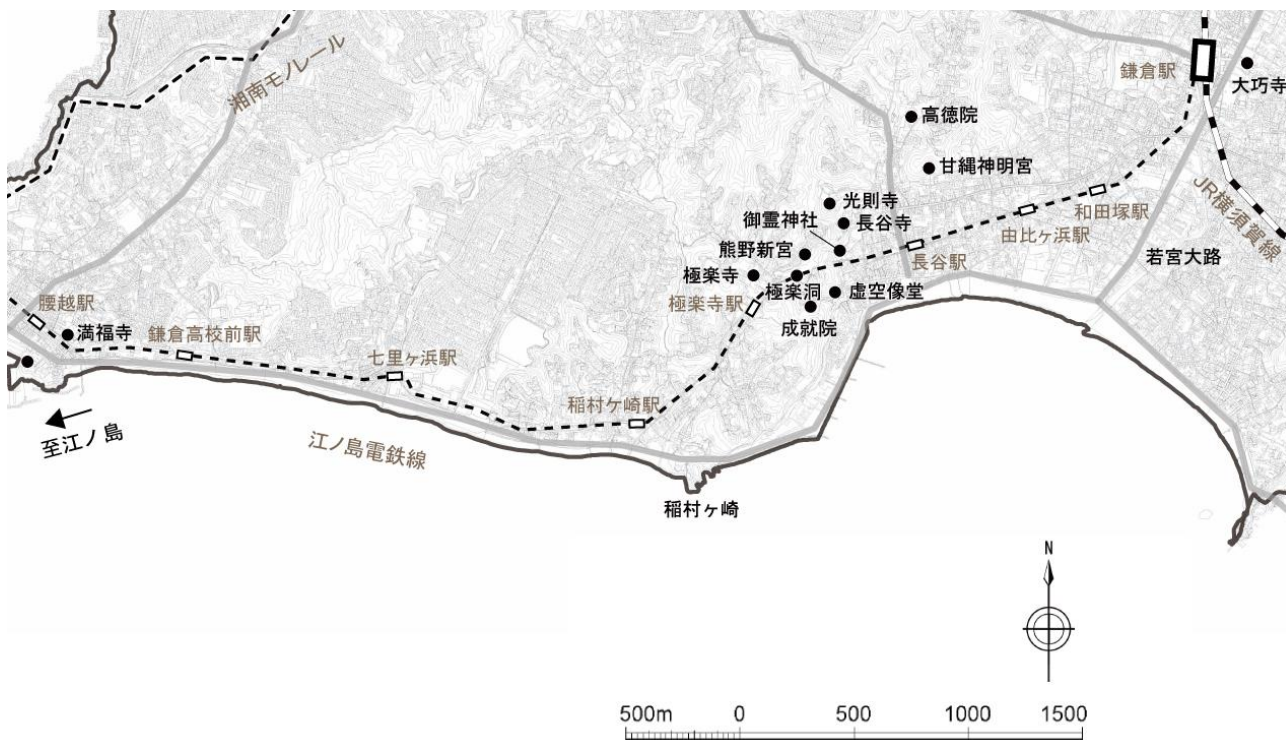 湘南モノレール
鎌倉駅
大巧寺
高徳院
甘縄神明宮
光則寺
御霊神社
長谷寺
熊野新宮
極楽寺
極楽洞
虚空像堂
成就院
極楽寺駅
長谷駅
由比ヶ浜駅
和田塚駅
JR横須賀線
若宮大路
腰越駅
満福寺
鎌倉高校前駅
七里ヶ浜駅
稲村ケ崎駅
至江ノ島
江ノ島電鉄線
稲村ヶ崎
N
500m 0 500 1000 1500